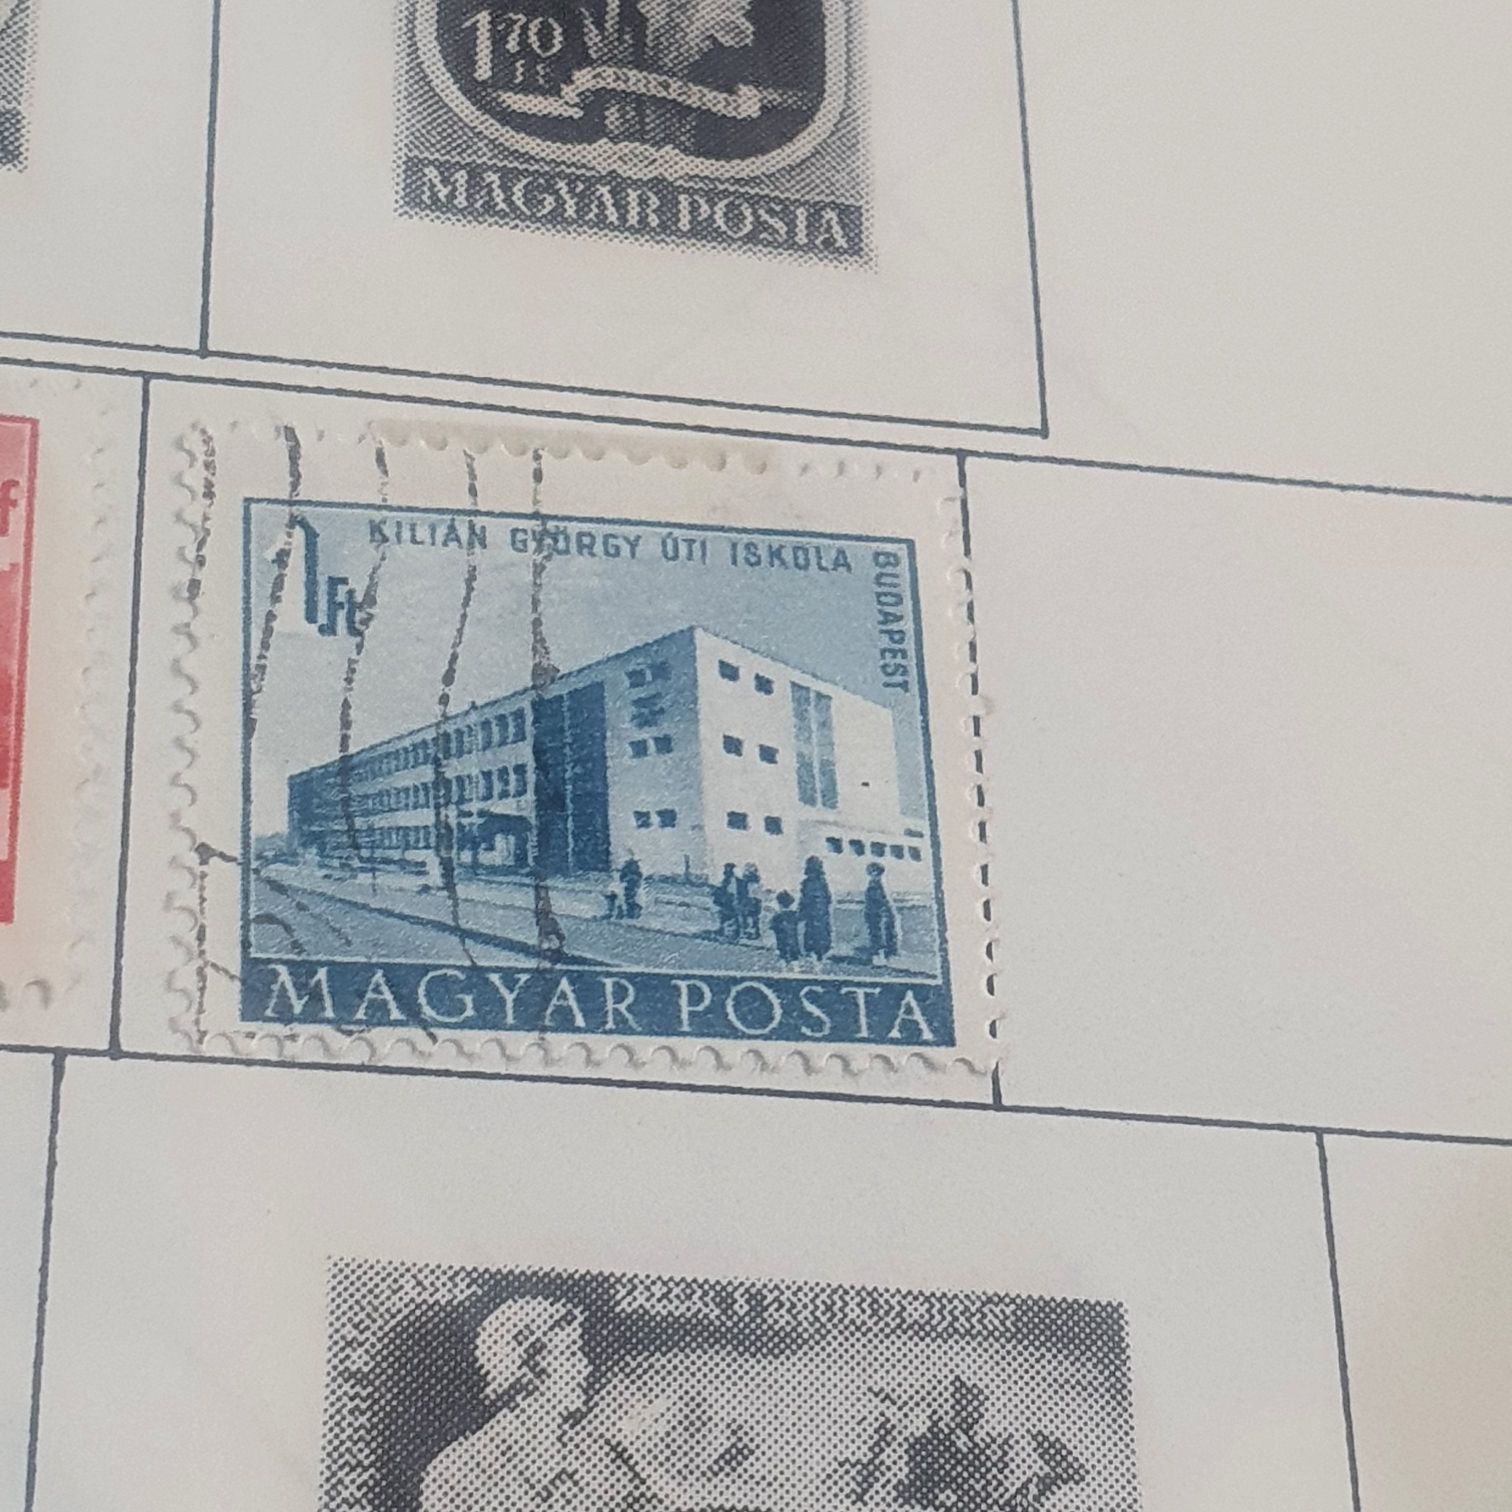 1'70
MAGYAR POSTA
f
1 Ft
KILIÁN GYÖRGY ÚTI ISKOLA
BUDAPEST
MAGYAR POSTA